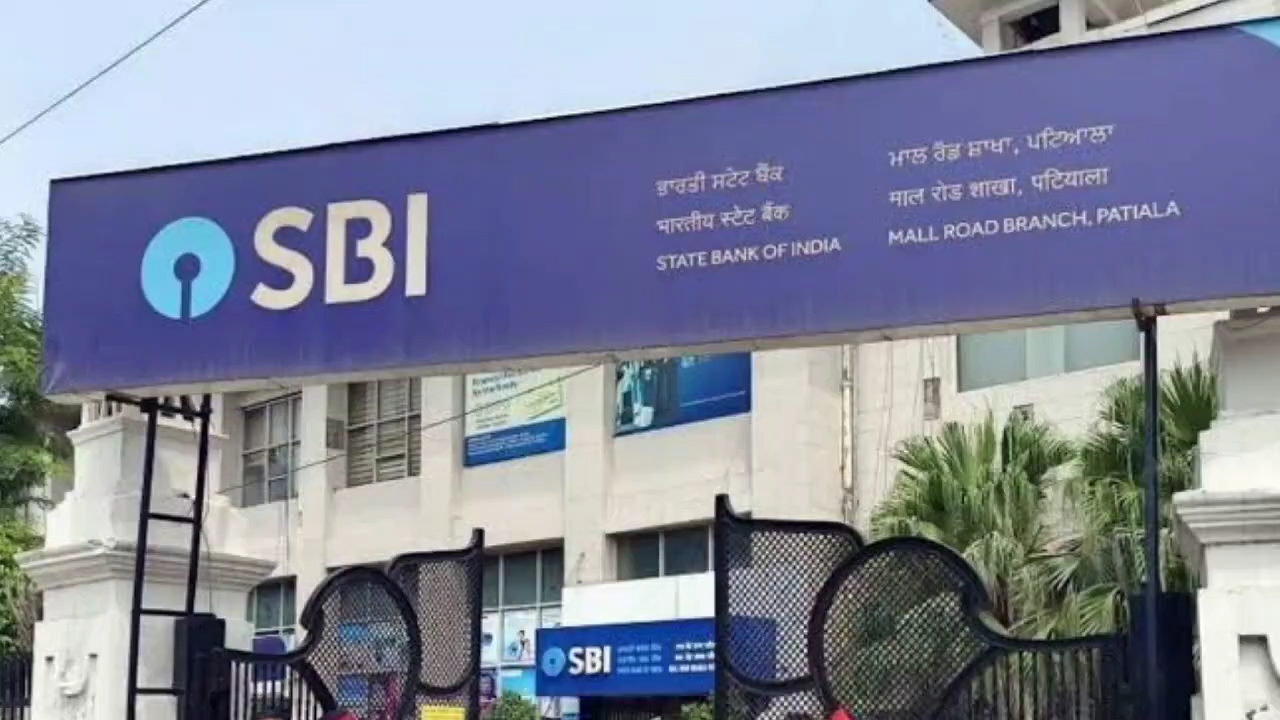 SBI
ਭਾਰਤੀ ਸਟੇਟ ਬੈਂਕ
भारतीय स्टेट बैंक
STATE BANK OF INDIA
ਮਾਲ ਰੋਡ ਸ਼ਾਖਾ, ਪਟਿਆਲਾ
माल रोड शाखा, पटियाला
MALL ROAD BRANCH, PATIALA
SBI